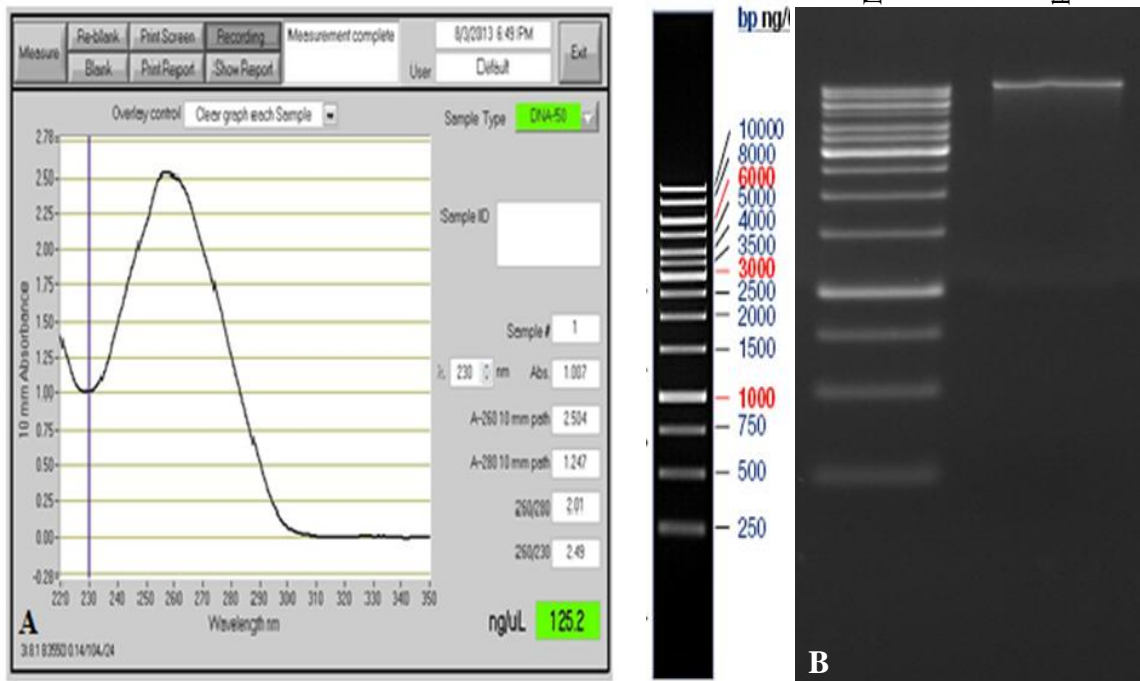 Measure
Re-blank
Print Screen
Recording
Measurement complete
8/3/2013 6:49 PM
Exit
Blank
Print Report
Show Report
User
Default
Overlay control
Clear graph each Sample
Sample Type
DNA-50
Sample ID
Sample #
1
λ
230
nm
Abs.
1.007
A-260 10 mm path
2.504
A-280 10 mm path
1.247
260/280
2.01
260/230
2.49
ng/uL
125.2
10 mm Absorbance
2.78
2.50
2.25
2.00
1.75
1.50
1.25
1.00
0.75
0.50
0.25
0.00
-0.28
220 230 240 250 260 270 280 290 300 310 320 330 340 350
Wavelength nm
A
bp ng/
10000
8000
6000
5000
4000
3500
3000
2500
2000
1500
1000
750
500
250
B